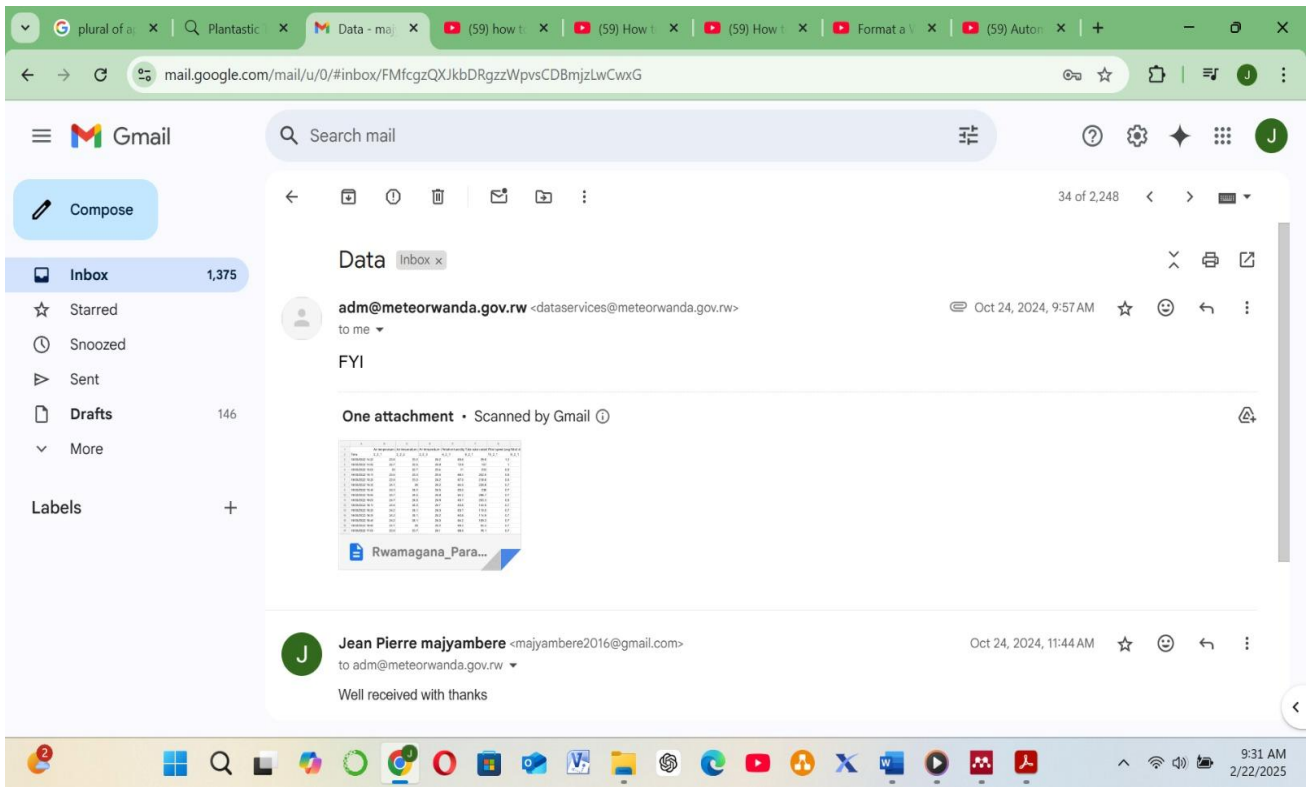 plural of a
Plantastic
Data - maj
(59) how t
(59) How t
(59) How t
Format a V
(59) Auton
mail.google.com/mail/u/0/#inbox/FMfcgzQXJkbDRgzzWpvsCDBmjzLwCwxG
J
Gmail
Search mail
J
Compose
34 of 2,248
Inbox 1,375
Starred
Snoozed
Sent
Drafts 146
More
Labels
Data Inbox x
adm@meteorwanda.gov.rw <dataservices@meteorwanda.gov.rw> Oct 24, 2024, 9:57 AM
to me
FYI
One attachment • Scanned by Gmail
Rwamagana_Para...
J
Jean Pierre majyambere <majyambere2016@gmail.com> Oct 24, 2024, 11:44 AM
to adm@meteorwanda.gov.rw
Well received with thanks
2
9:31 AM
2/22/2025